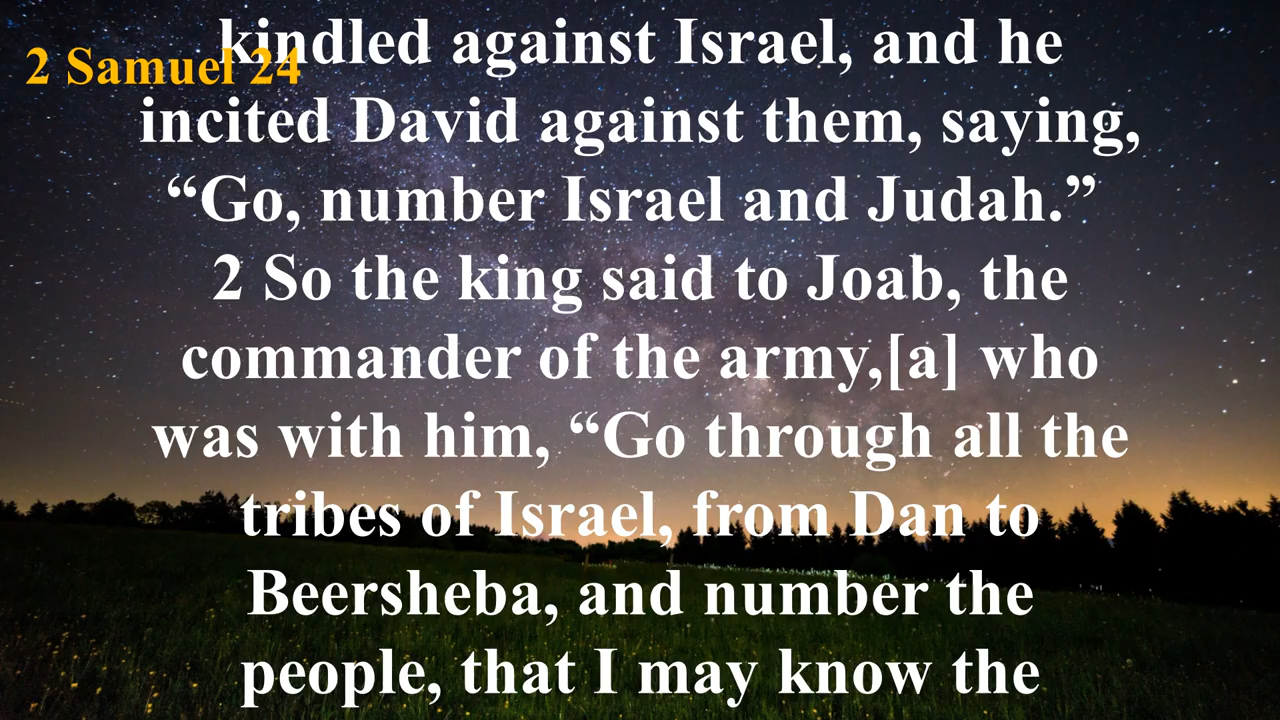 2 Samuel 24
kindled against Israel, and he
incited David against them, saying,
“Go, number Israel and Judah.”
2 So the king said to Joab, the
commander of the army,[a] who
was with him, “Go through all the
tribes of Israel, from Dan to
Beersheba, and number the
people, that I may know the